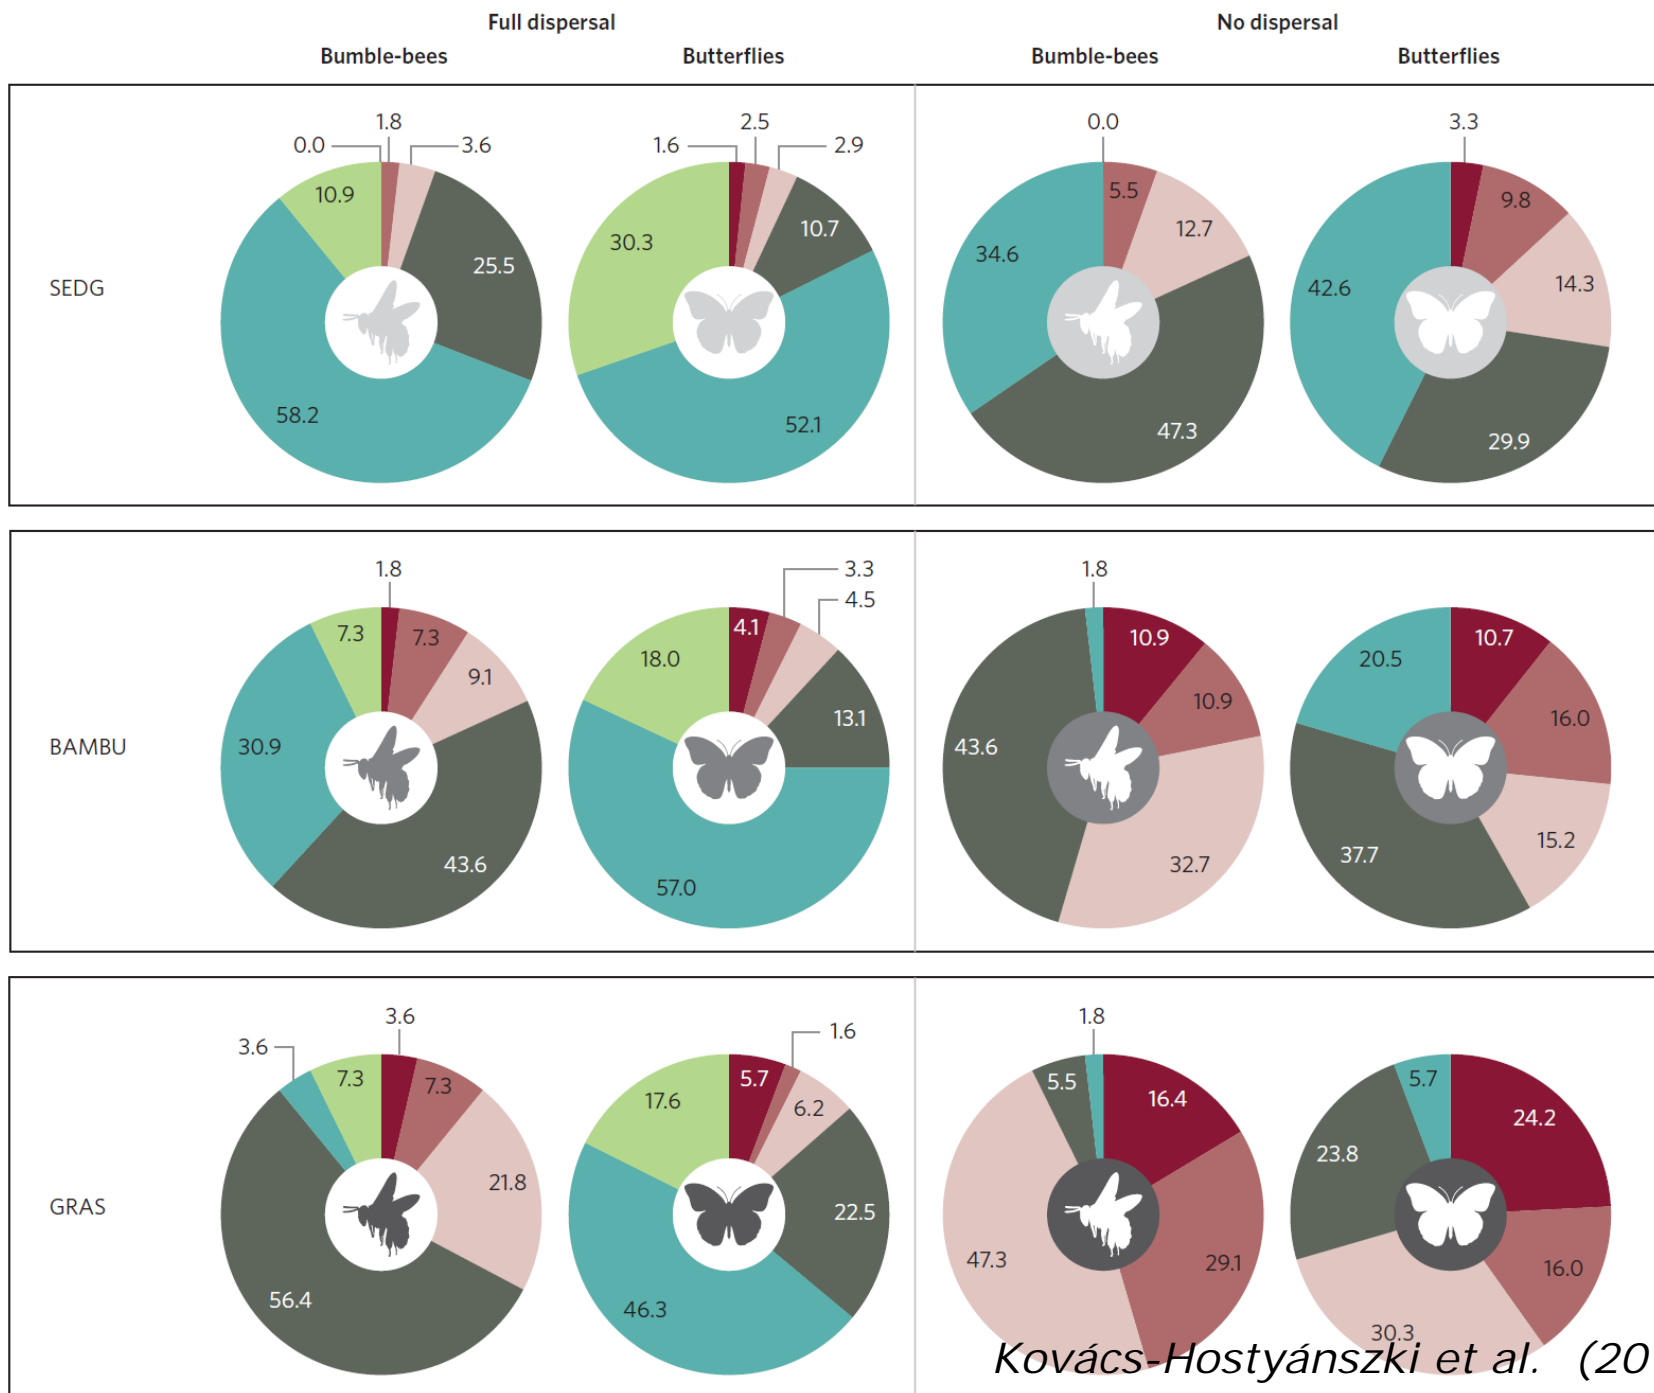 Full dispersal No dispersal
Bumble-bees Butterflies Bumble-bees Butterflies
SEDG
0.0 1.8 3.6 10.9 25.5 58.2
1.6 2.5 2.9 30.3 10.7 52.1
0.0 5.5 12.7 34.6 47.3
3.3 9.8 14.3 42.6 29.9
BAMBU
1.8 7.3 7.3 9.1 30.9 43.6
3.3 4.5 4.1 18.0 13.1 57.0
1.8 10.9 10.9 43.6 32.7
10.7 20.5 16.0 15.2 37.7
GRAS
3.6 3.6 7.3 7.3 21.8 56.4
1.6 5.7 6.2 17.6 22.5 46.3
1.8 5.5 16.4 47.3 29.1
5.7 24.2 23.8 16.0 30.3
Kovács-Hostyánszki et al. (20